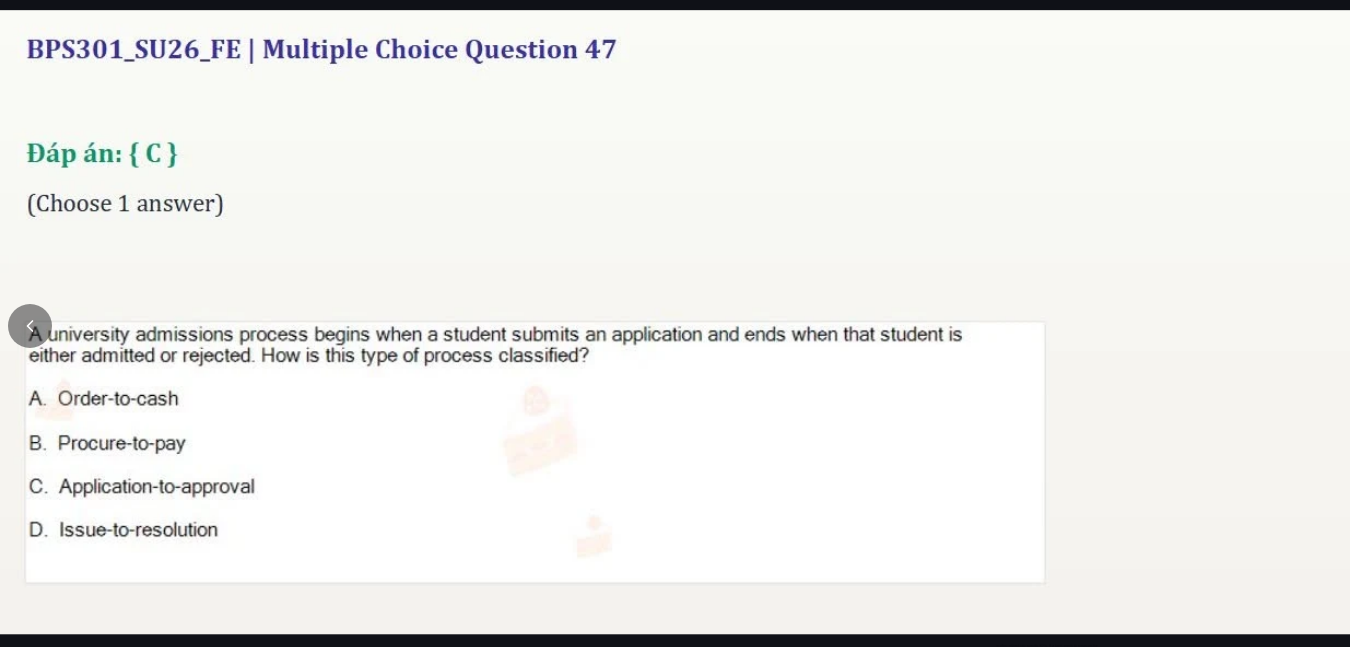 BPS301_SU26_FE | Multiple Choice Question 47
Đáp án: { C }
(Choose 1 answer)
A university admissions process begins when a student submits an application and ends when that student is
either admitted or rejected. How is this type of process classified?
A. Order-to-cash
B. Procure-to-pay
C. Application-to-approval
D. Issue-to-resolution